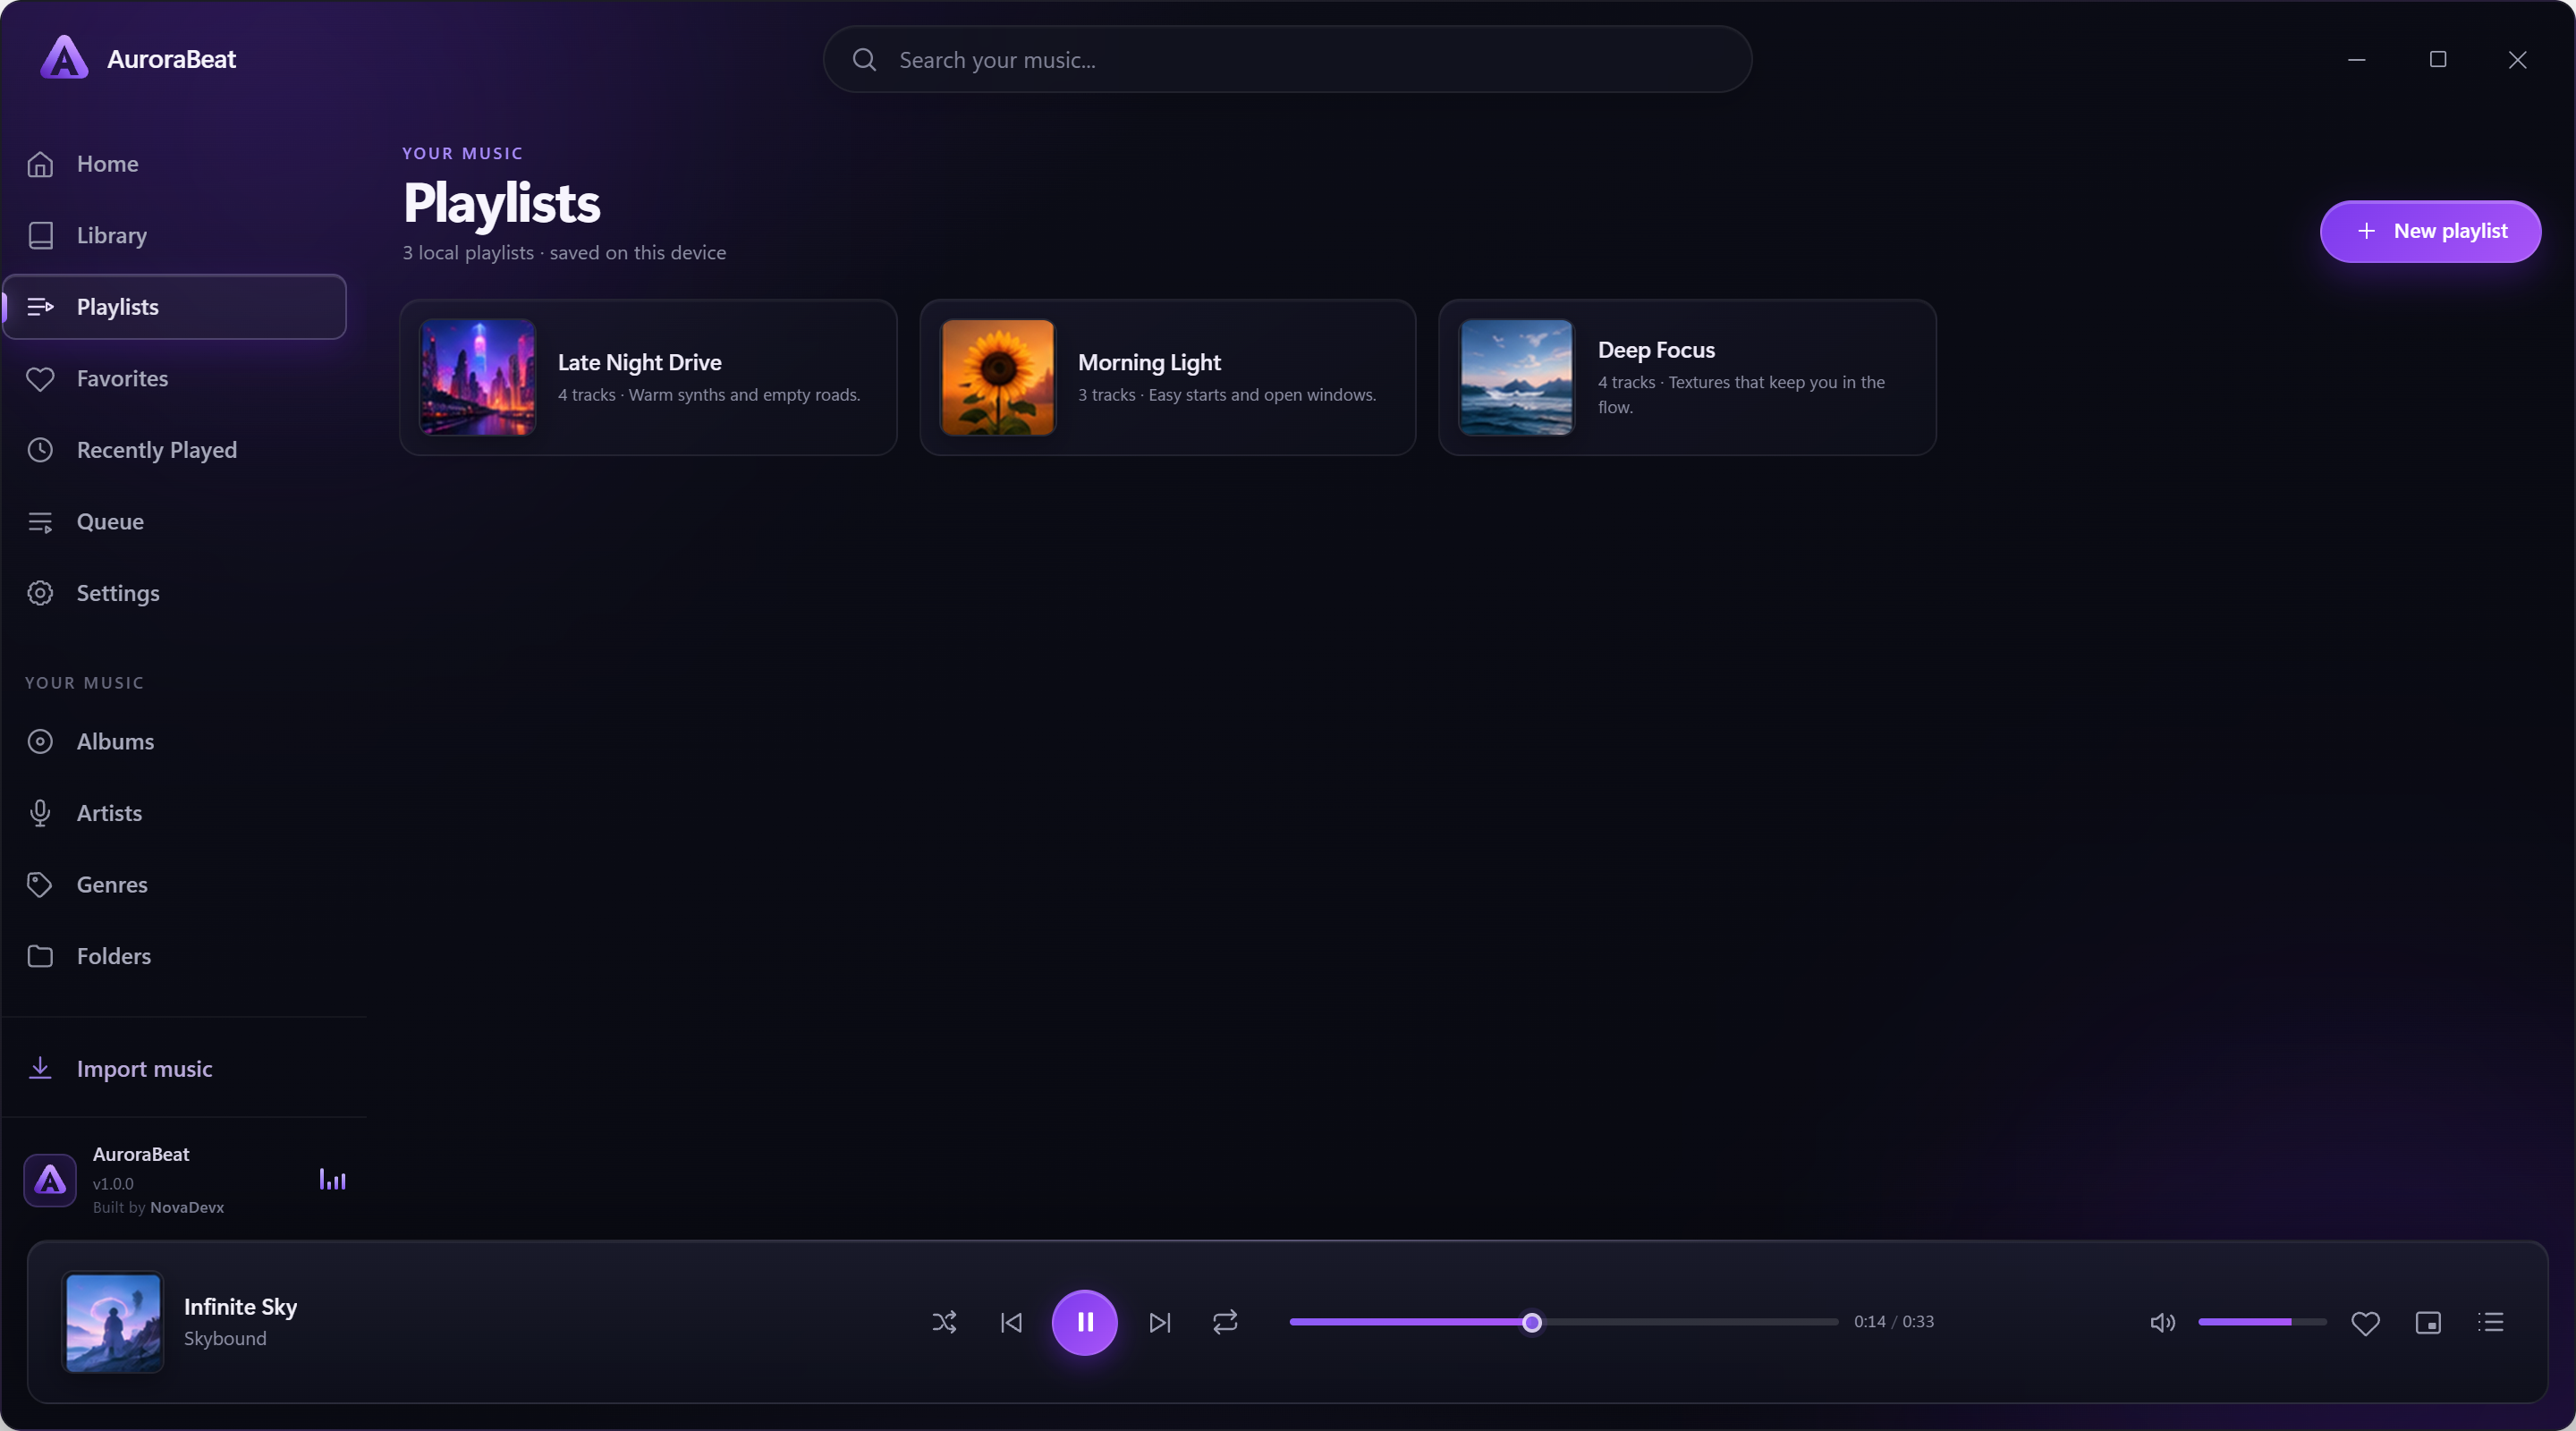 AuroraBeat
Search your music...
Home
Library
Playlists
Favorites
Recently Played
Queue
Settings
YOUR MUSIC
Albums
Artists
Genres
Folders
Import music
AuroraBeat
v1.0.0
Built by NovaDevx
YOUR MUSIC
Playlists
3 local playlists · saved on this device
New playlist
Late Night Drive
4 tracks · Warm synths and empty roads.
Morning Light
3 tracks · Easy starts and open windows.
Deep Focus
4 tracks · Textures that keep you in the
flow.
Infinite Sky
Skybound
0:14 / 0:33